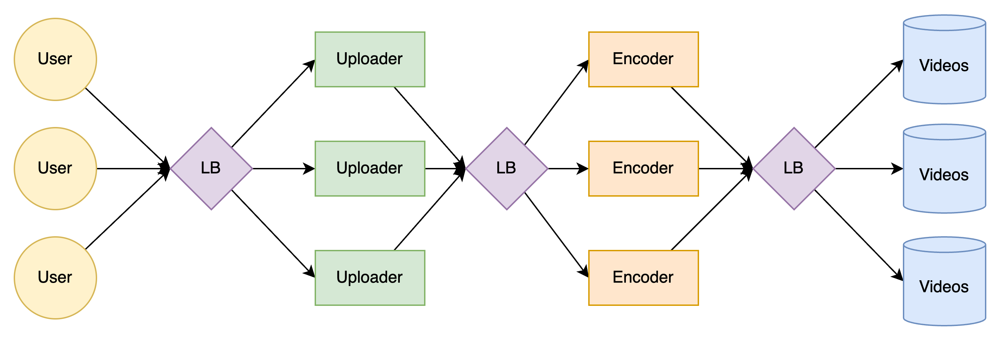 User
Uploader
Encoder
Videos
User
LB
Uploader
LB
Encoder
LB
Videos
User
Uploader
Encoder
Videos